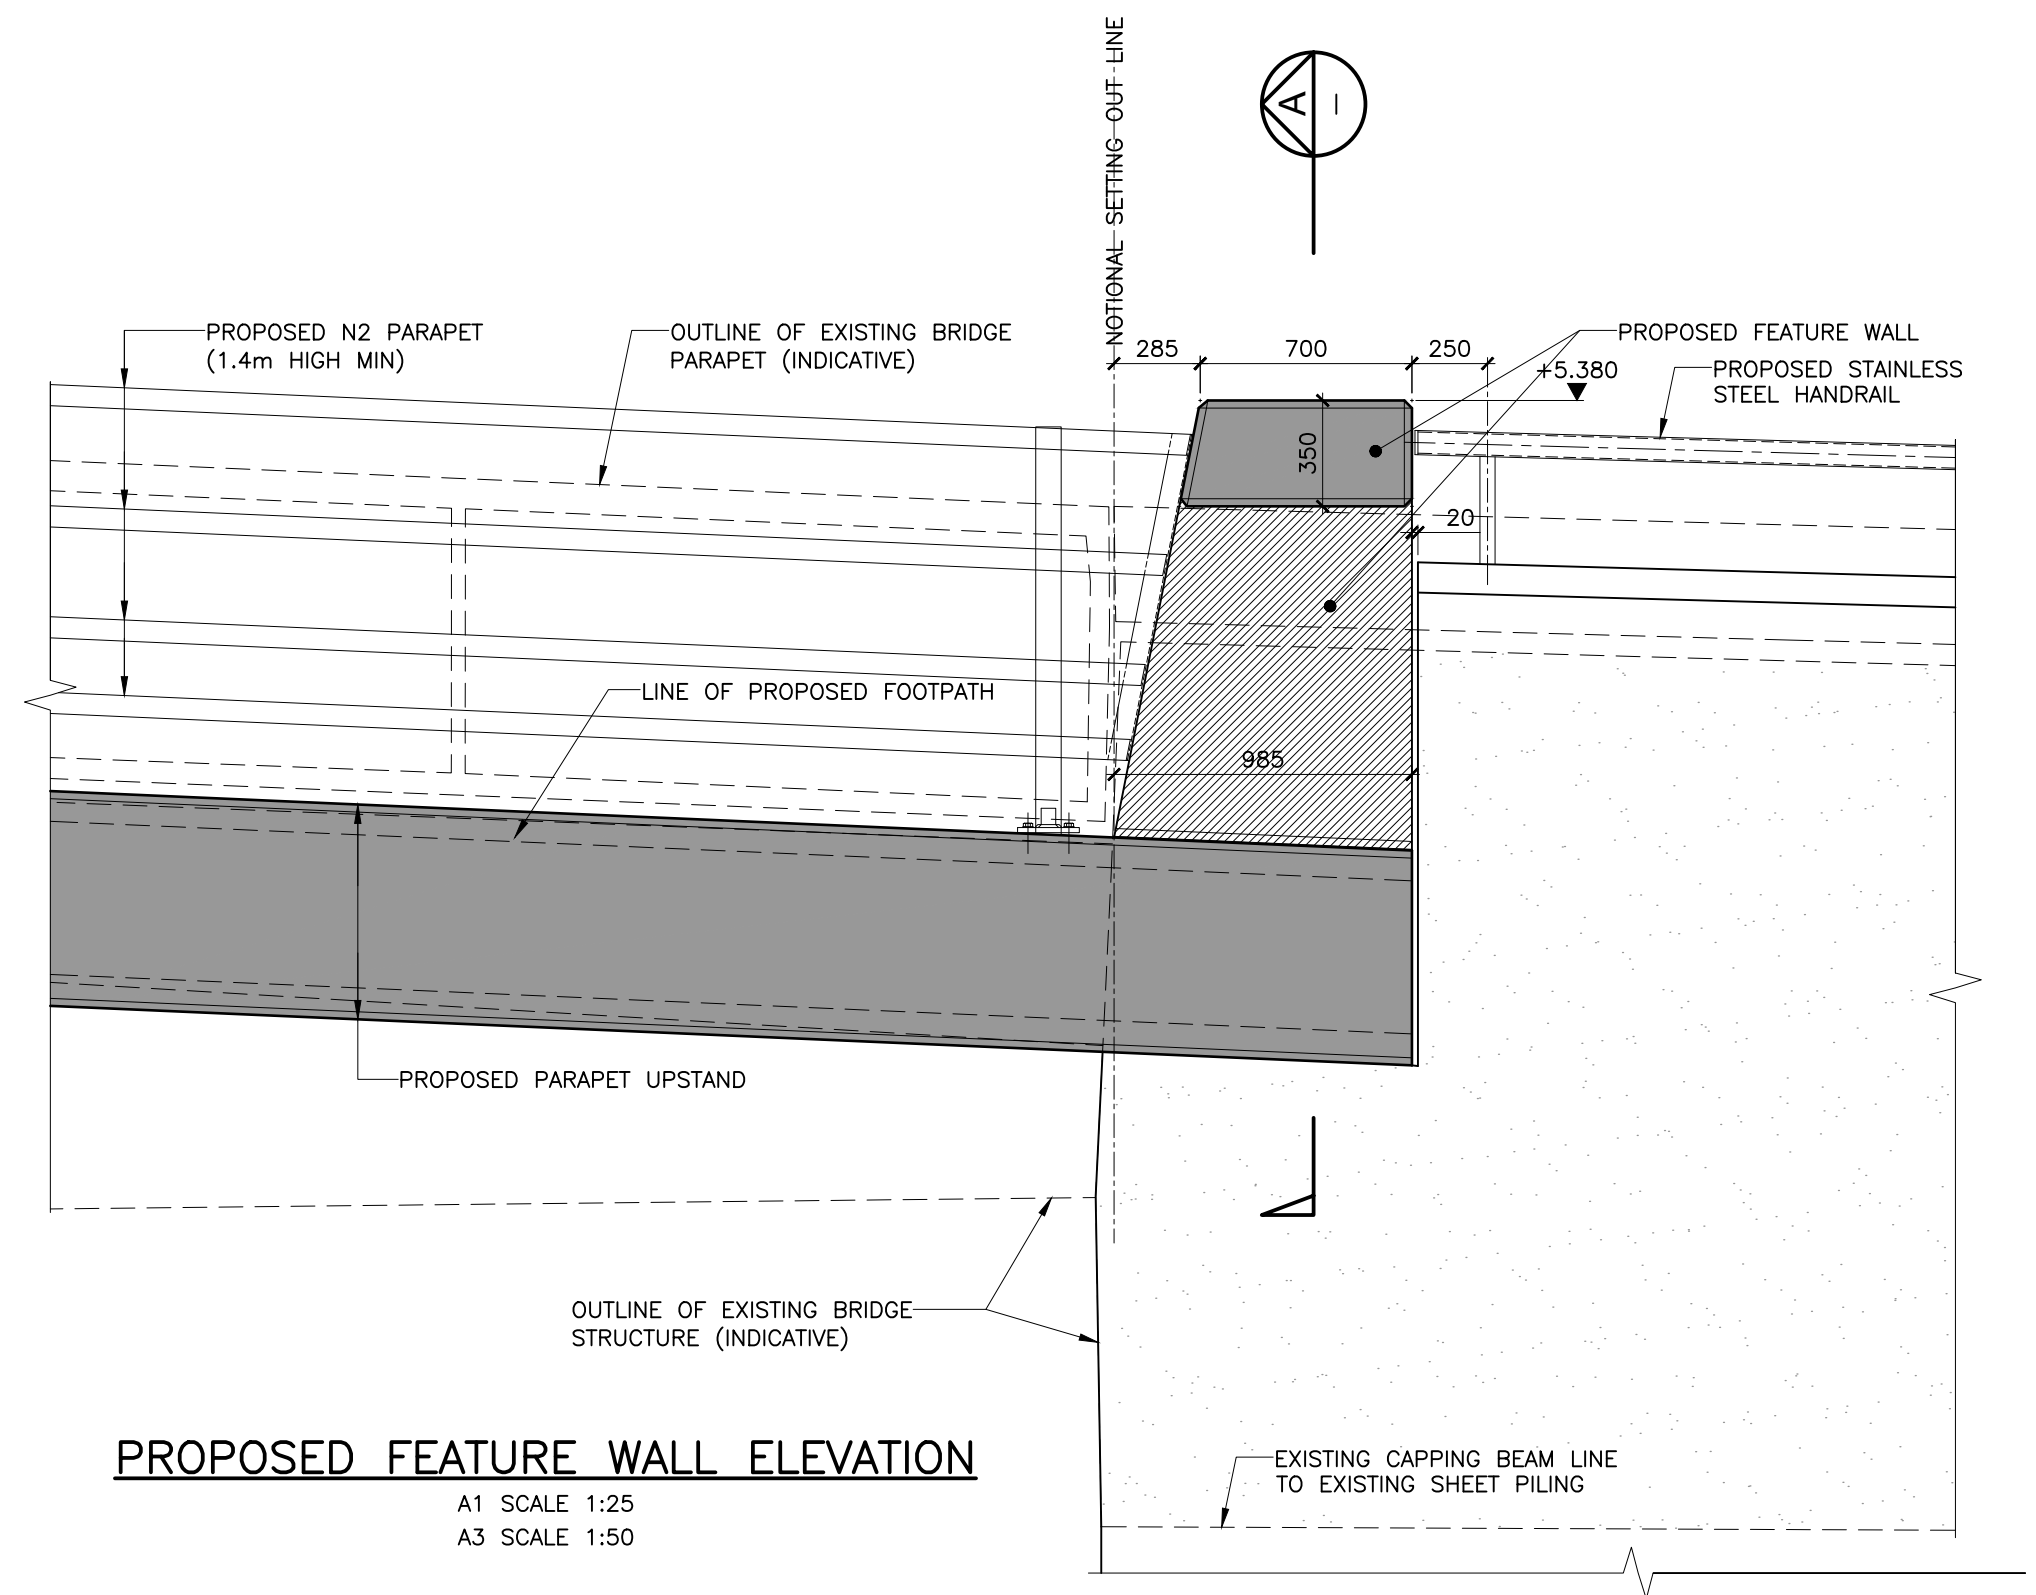 NOTIONAL SETTING OUT LINE
A
–
PROPOSED N2 PARAPET
(1.4m HIGH MIN)
OUTLINE OF EXISTING BRIDGE
PARAPET (INDICATIVE)
285
700
250
PROPOSED FEATURE WALL
+5.380
PROPOSED STAINLESS
STEEL HANDRAIL
350
20
LINE OF PROPOSED FOOTPATH
985
PROPOSED PARAPET UPSTAND
OUTLINE OF EXISTING BRIDGE
STRUCTURE (INDICATIVE)
PROPOSED FEATURE WALL ELEVATION
A1 SCALE 1:25
A3 SCALE 1:50
EXISTING CAPPING BEAM LINE
TO EXISTING SHEET PILING